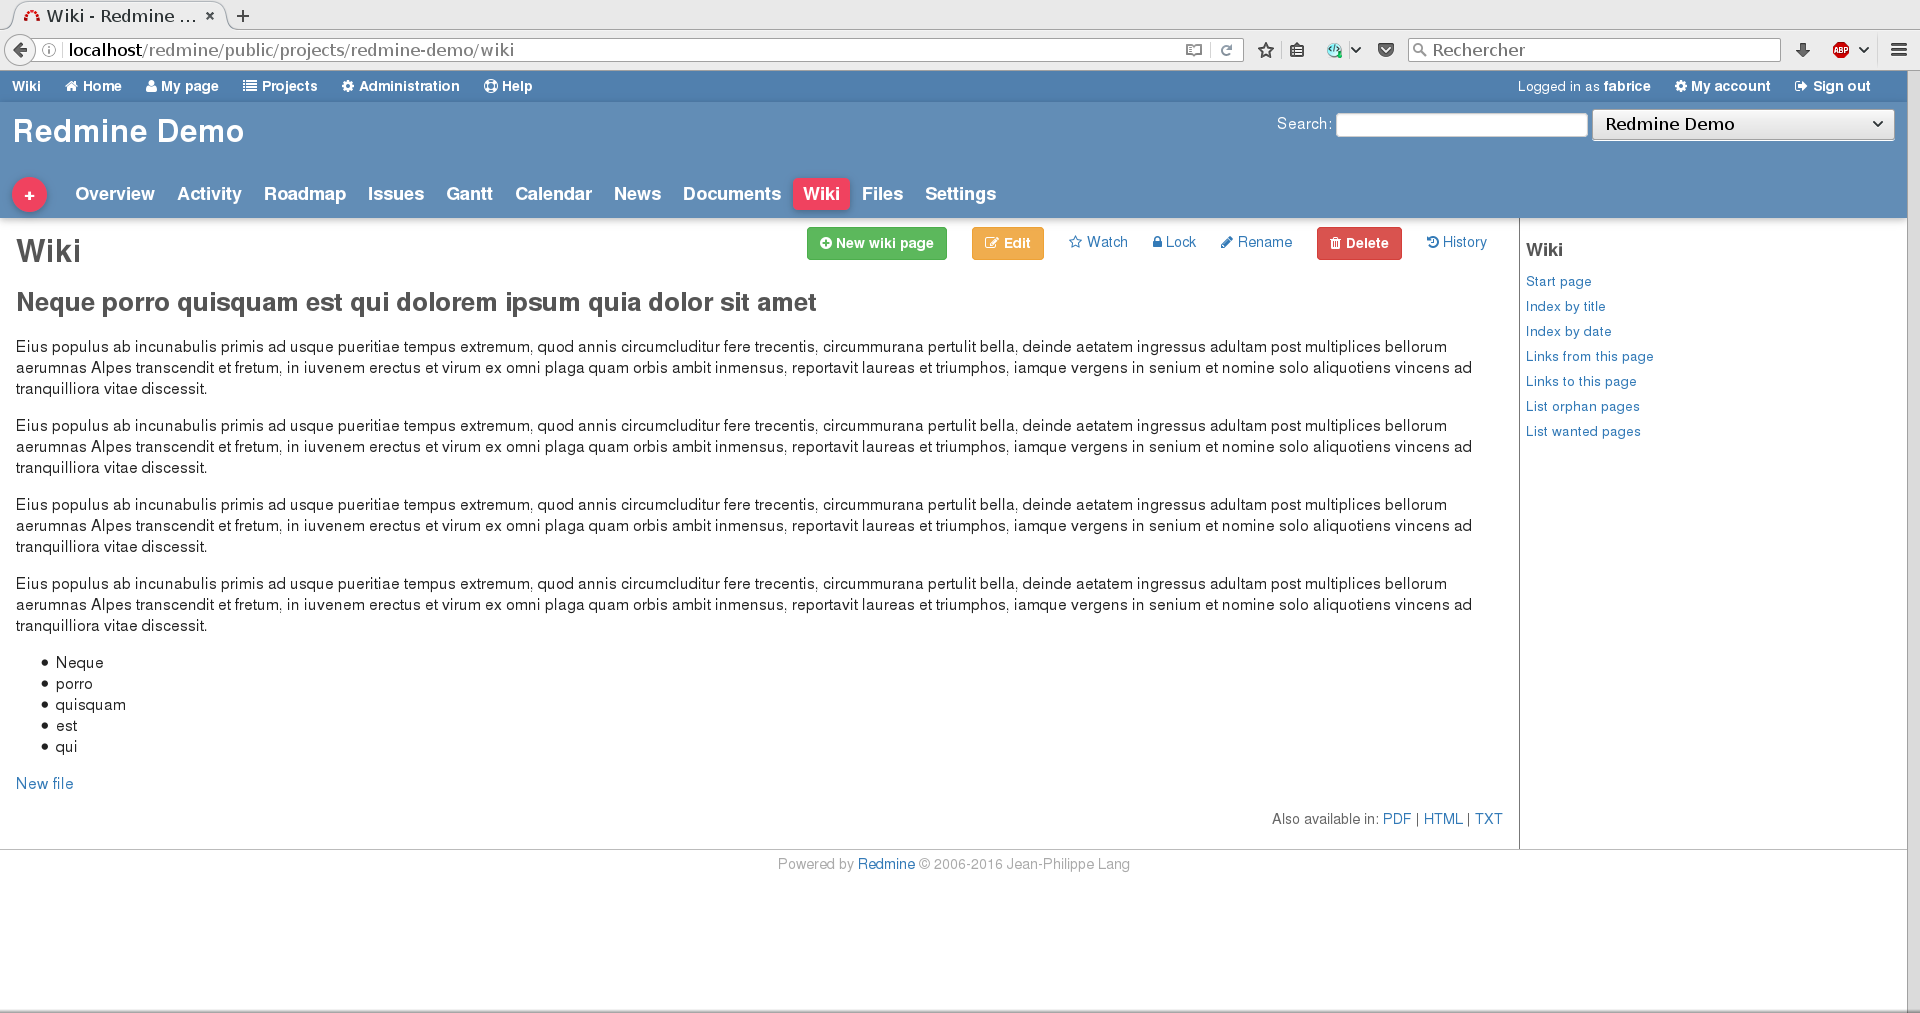 Wiki - Redmine ...
localhost/redmine/public/projects/redmine-demo/wiki
Rechercher
ABP
Wiki Home My page Projects Administration Help
Logged in as fabrice My account Sign out
Redmine Demo
Search:
Redmine Demo
+ Overview Activity Roadmap Issues Gantt Calendar News Documents Wiki Files Settings
Wiki
New wiki page Edit Watch Lock Rename Delete History
Neque porro quisquam est qui dolorem ipsum quia dolor sit amet
Eius populus ab incunabulis primis ad usque pueritiae tempus extremum, quod annis circumcluditur fere trecentis, circummurana pertulit bella, deinde aetatem ingressus adultam post multiplices bellorum
aerumnas Alpes transcendit et fretum, in iuvenem erectus et virum ex omni plaga quam orbis ambit inmensus, reportavit laureas et triumphos, iamque vergens in senium et nomine solo aliquotiens vincens ad
tranquilliora vitae discessit.
Eius populus ab incunabulis primis ad usque pueritiae tempus extremum, quod annis circumcluditur fere trecentis, circummurana pertulit bella, deinde aetatem ingressus adultam post multiplices bellorum
aerumnas Alpes transcendit et fretum, in iuvenem erectus et virum ex omni plaga quam orbis ambit inmensus, reportavit laureas et triumphos, iamque vergens in senium et nomine solo aliquotiens vincens ad
tranquilliora vitae discessit.
Eius populus ab incunabulis primis ad usque pueritiae tempus extremum, quod annis circumcluditur fere trecentis, circummurana pertulit bella, deinde aetatem ingressus adultam post multiplices bellorum
aerumnas Alpes transcendit et fretum, in iuvenem erectus et virum ex omni plaga quam orbis ambit inmensus, reportavit laureas et triumphos, iamque vergens in senium et nomine solo aliquotiens vincens ad
tranquilliora vitae discessit.
Eius populus ab incunabulis primis ad usque pueritiae tempus extremum, quod annis circumcluditur fere trecentis, circummurana pertulit bella, deinde aetatem ingressus adultam post multiplices bellorum
aerumnas Alpes transcendit et fretum, in iuvenem erectus et virum ex omni plaga quam orbis ambit inmensus, reportavit laureas et triumphos, iamque vergens in senium et nomine solo aliquotiens vincens ad
tranquilliora vitae discessit.
• Neque
• porro
• quisquam
• est
• qui
New file
Also available in: PDF | HTML | TXT
Wiki
Start page
Index by title
Index by date
Links from this page
Links to this page
List orphan pages
List wanted pages
Powered by Redmine © 2006-2016 Jean-Philippe Lang